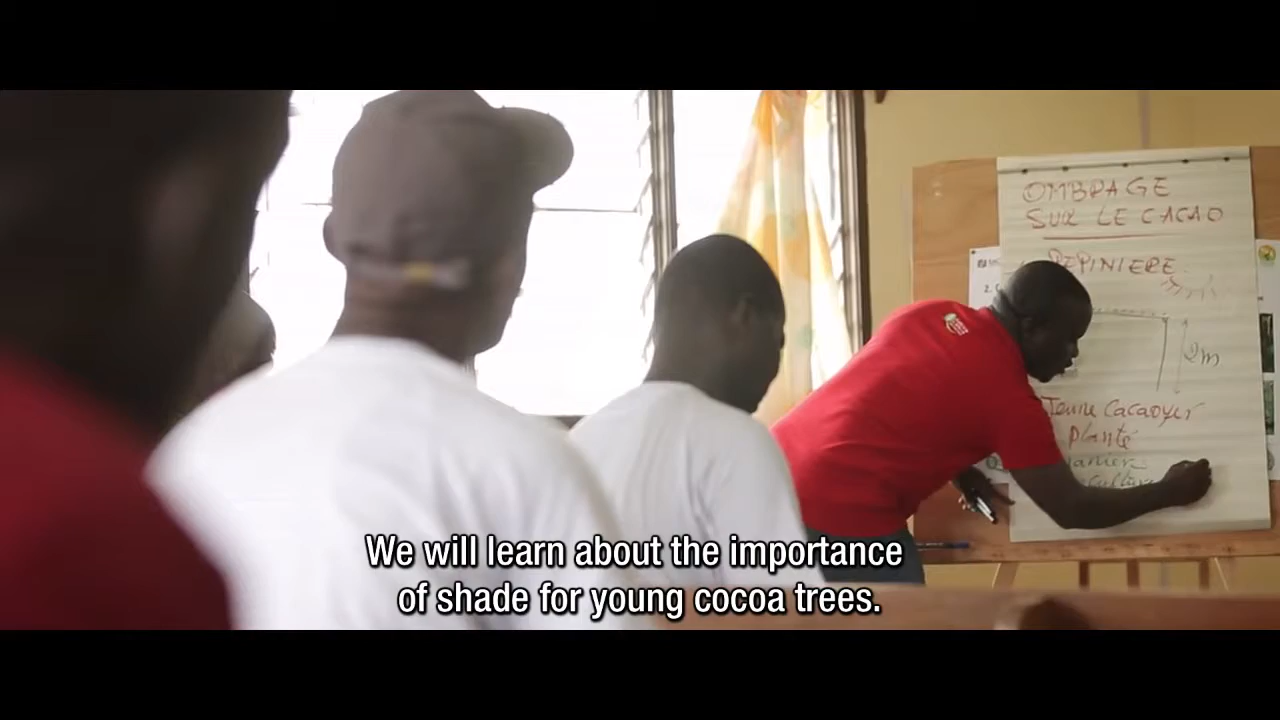 OMBRAGE
SUR LE CACAO
PEPINIERE
2m
Jeune Cacaoyer
planté
We will learn about the importance
of shade for young cocoa trees.